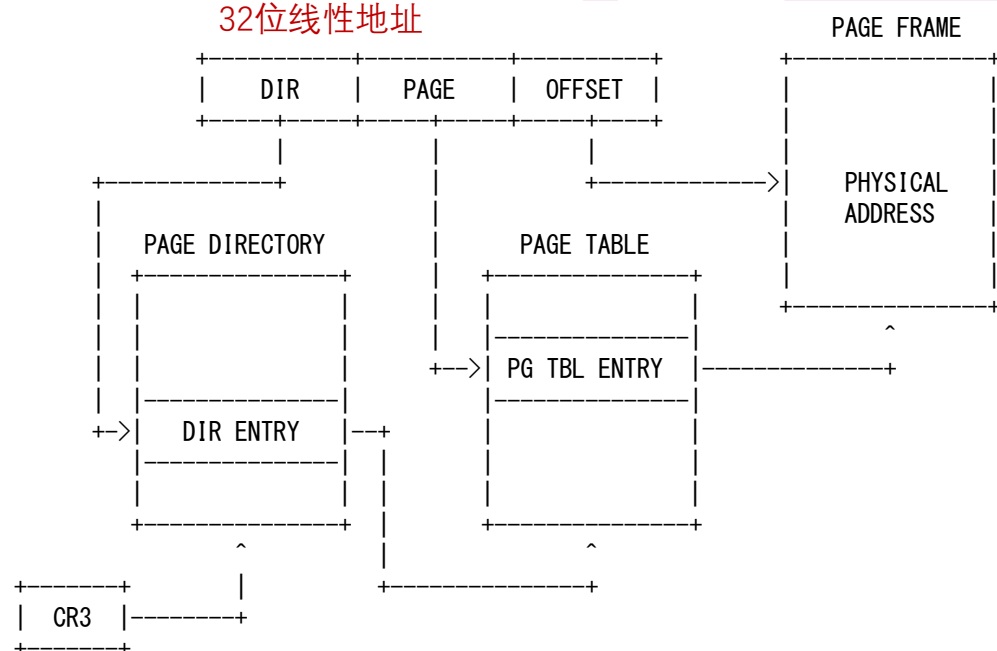 32位线性地址
PAGE FRAME
DIR
PAGE
OFFSET
PHYSICAL
ADDRESS
PAGE DIRECTORY
PAGE TABLE
PG TBL ENTRY
DIR ENTRY
CR3